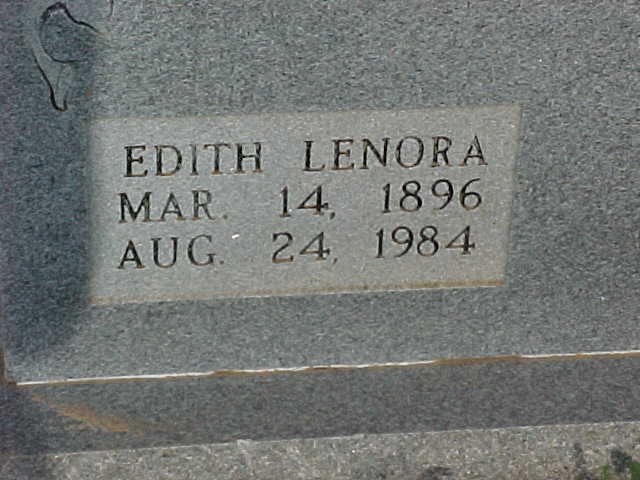 EDITH LENORA
MAR. 14, 1896
AUG. 24, 1984